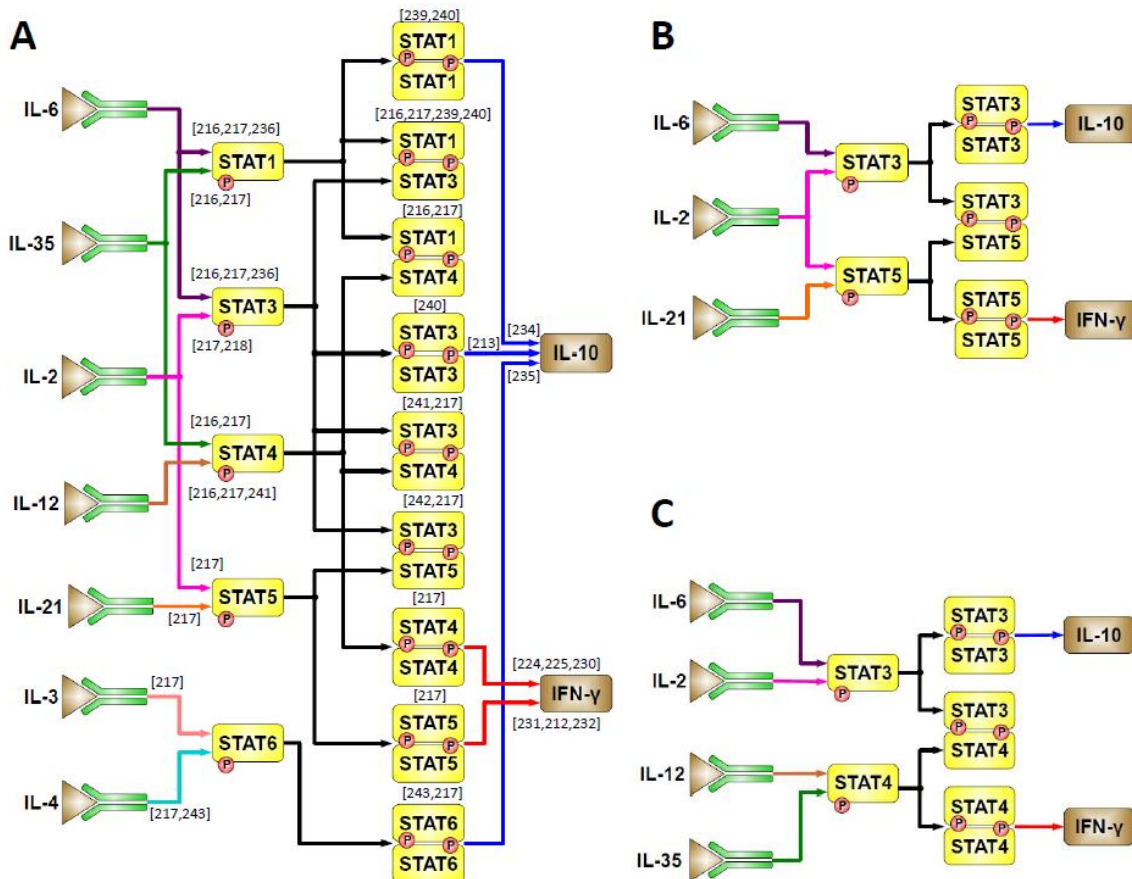 A
IL-6
IL-35
IL-2
IL-12
IL-21
IL-3
IL-4
[216,217,236]
STAT1
P
[216,217]
[216,217,236]
STAT3
P
[217,218]
[216,217]
STAT4
P
[216,217,241]
[217]
STAT5
[217]
P
[217]
STAT6
P
[217,243]
[239,240]
STAT1
P P
STAT1
[216,217,239,240]
STAT1
P P
STAT3
[216,217]
STAT1
P P
STAT4
[240]
STAT3
P P
STAT3
[241,217]
STAT3
P P
STAT4
[242,217]
STAT3
P P
STAT5
[217]
STAT4
P P
STAT4
[217]
STAT5
P P
STAT5
[243,217]
STAT6
P P
STAT6
[234]
[213]
IL-10
[235]
[224,225,230]
IFN-γ
[231,212,232]
B
IL-6
IL-2
IL-21
STAT3
P
STAT5
P
STAT3
P P
STAT3
STAT3
P P
STAT5
STAT5
P P
STAT5
IL-10
IFN-γ
C
IL-6
IL-2
IL-12
IL-35
STAT3
P
STAT4
P
STAT3
P P
STAT3
STAT3
P P
STAT4
STAT4
P P
STAT4
IL-10
IFN-γ